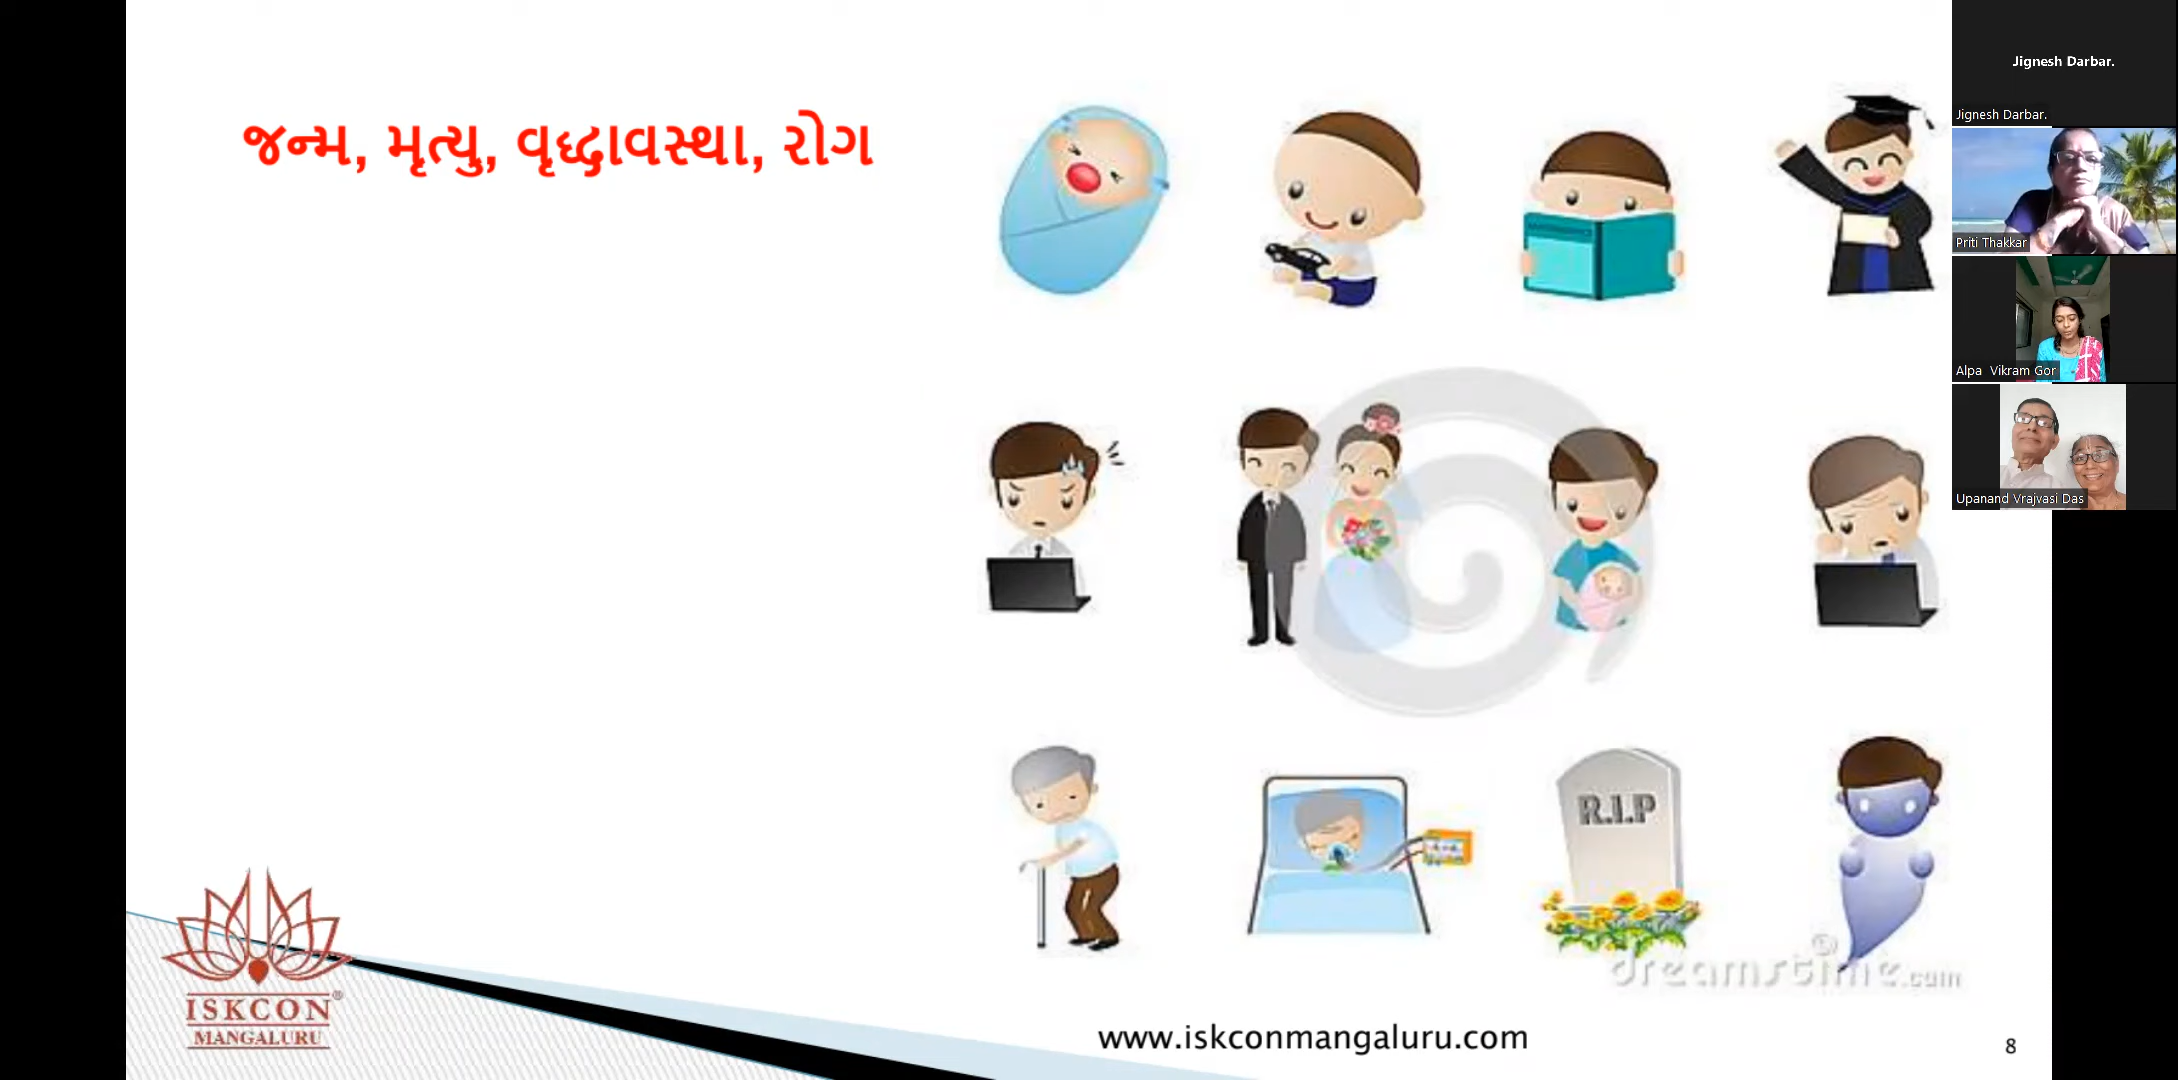 જન્મ, મૃત્યુ, વૃદ્ધાવસ્થા, રોગ
R.I.P
dreamstime.com
ISKCON®
MANGALURU
www.iskconmangaluru.com
8
Jignesh Darbar.
Jignesh Darbar.
Priti Thakkar
Alpa Vikram Gor
Upanand Vrajvasi Das